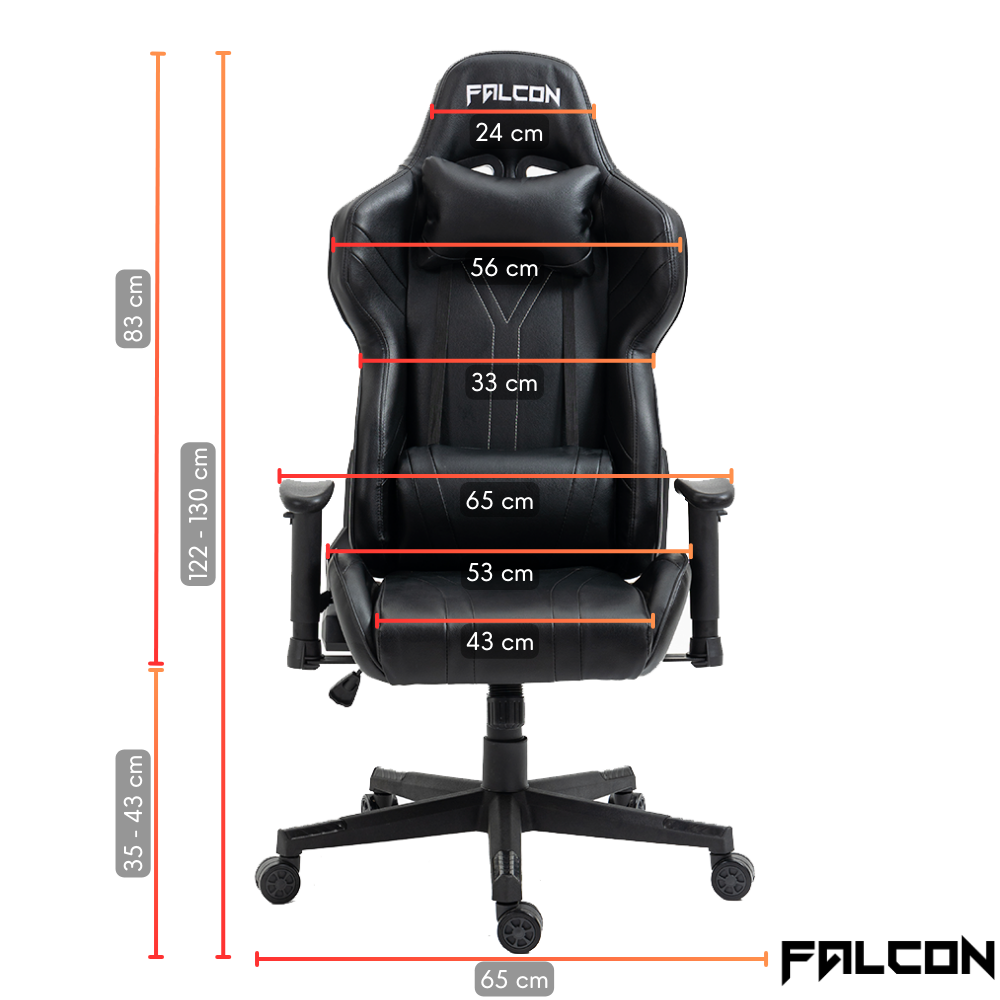 FALCON
24 cm
56 cm
83 cm
33 cm
122 - 130 cm
65 cm
53 cm
43 cm
35 - 43 cm
65 cm
FALCON